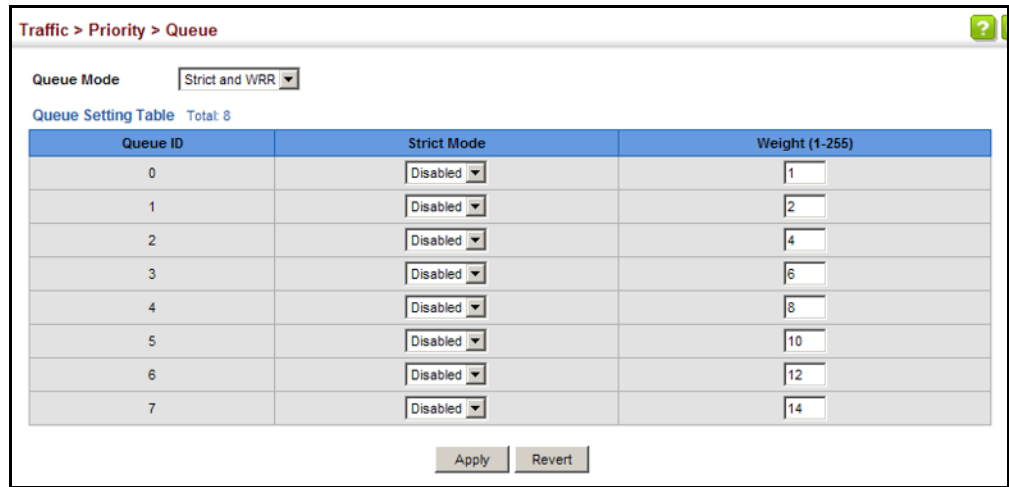 Traffic > Priority > Queue ?
Queue Mode Strict and WRR
Queue Setting Table Total: 8
Queue ID Strict Mode Weight (1-255)
0 Disabled 1
1 Disabled 2
2 Disabled 4
3 Disabled 6
4 Disabled 8
5 Disabled 10
6 Disabled 12
7 Disabled 14
Apply Revert